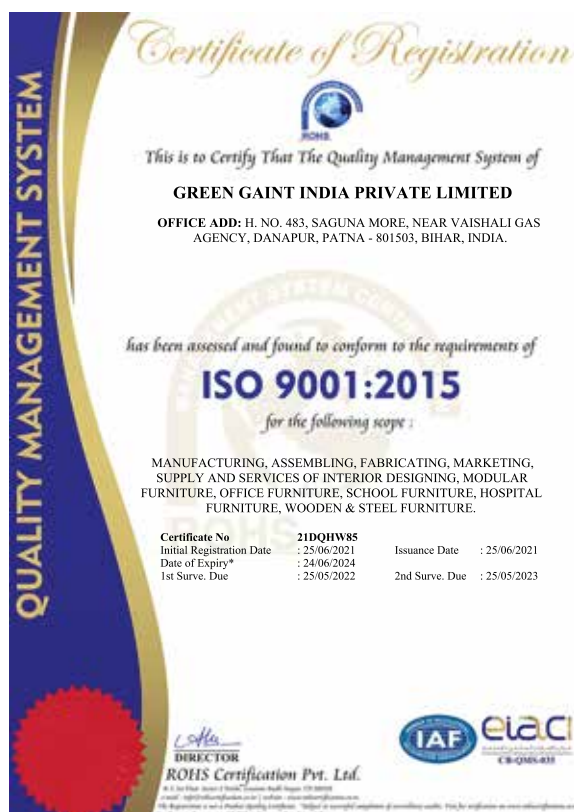 Certificate of Registration
ROHS
This is to Certify That The Quality Management System of
GREEN GAINT INDIA PRIVATE LIMITED
OFFICE ADD: H. NO. 483, SAGUNA MORE, NEAR VAISHALI GAS
AGENCY, DANAPUR, PATNA - 801503, BIHAR, INDIA.
has been assessed and found to conform to the requirements of
ISO 9001:2015
for the following scope :
MANUFACTURING, ASSEMBLING, FABRICATING, MARKETING,
SUPPLY AND SERVICES OF INTERIOR DESIGNING, MODULAR
FURNITURE, OFFICE FURNITURE, SCHOOL FURNITURE, HOSPITAL
FURNITURE, WOODEN & STEEL FURNITURE.
ROHS
Certificate No 21DQHW85
Initial Registration Date : 25/06/2021 Issuance Date : 25/06/2021
Date of Expiry* : 24/06/2024
1st Surve. Due : 25/05/2022 2nd Surve. Due : 25/05/2023
QUALITY MANAGEMENT SYSTEM
DIRECTOR
ROHS Certification Pvt. Ltd.
IAF
eiaci
CB-QMS-035